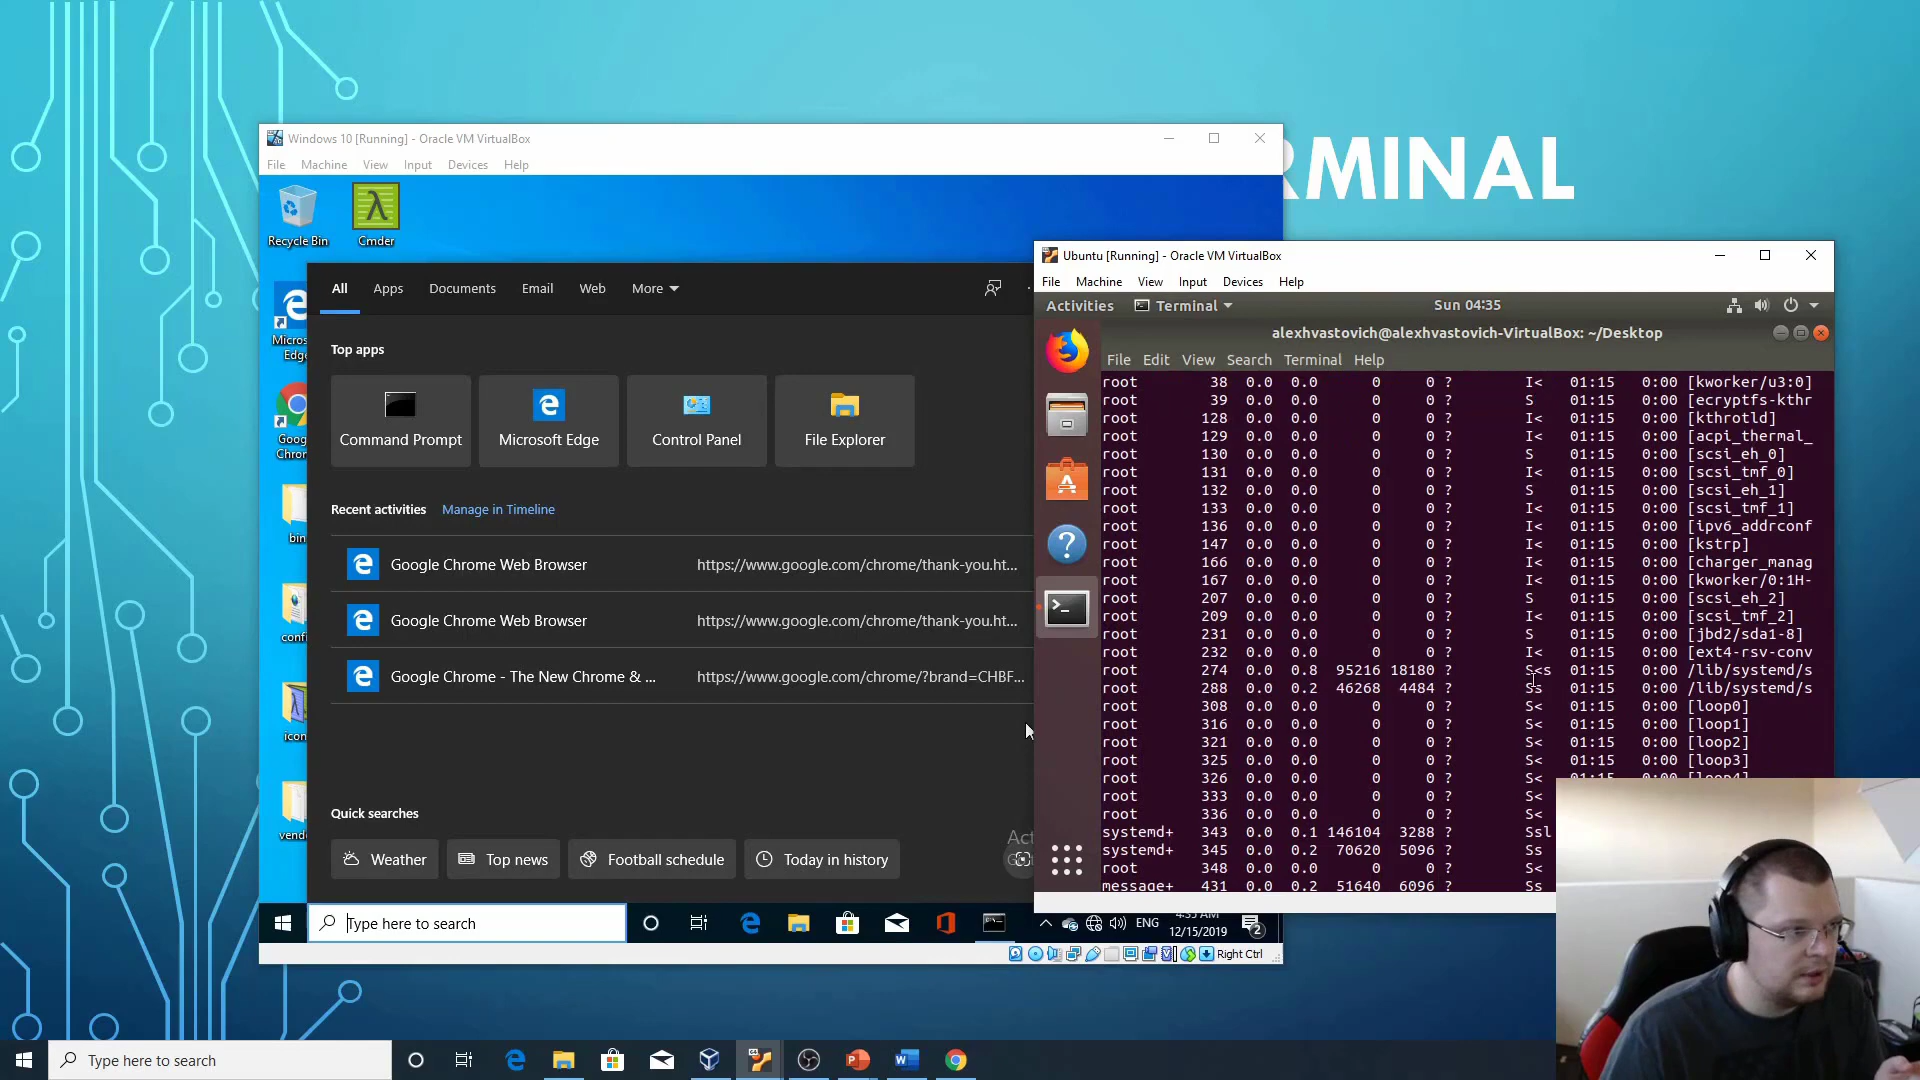 RMINAL
Windows 10 [Running] - Oracle VM VirtualBox
File Machine View Input Devices Help
Recycle Bin
Cmder
Micros
Edge
Goog
Chron
bin
confi
icon
vend
All Apps Documents Email Web More
Top apps
Command Prompt
Microsoft Edge
Control Panel
File Explorer
Recent activities Manage in Timeline
Google Chrome Web Browser https://www.google.com/chrome/thank-you.ht...
Google Chrome Web Browser https://www.google.com/chrome/thank-you.ht...
Google Chrome - The New Chrome & ... https://www.google.com/chrome/?brand=CHBF...
Quick searches
Weather
Top news
Football schedule
Today in history
Type here to search
ENG
4:35 AM
12/15/2019
2
Right Ctrl
Ubuntu [Running] - Oracle VM VirtualBox
File Machine View Input Devices Help
Activities Terminal Sun 04:35
alexhvastovich@alexhvastovich-VirtualBox: ~/Desktop
File Edit View Search Terminal Help
root 38 0.0 0.0 0 0 ? I< 01:15 0:00 [kworker/u3:0]
root 39 0.0 0.0 0 0 ? S 01:15 0:00 [ecryptfs-kthr
root 128 0.0 0.0 0 0 ? I< 01:15 0:00 [kthrotld]
root 129 0.0 0.0 0 0 ? I< 01:15 0:00 [acpi_thermal_
root 130 0.0 0.0 0 0 ? S 01:15 0:00 [scsi_eh_0]
root 131 0.0 0.0 0 0 ? I< 01:15 0:00 [scsi_tmf_0]
root 132 0.0 0.0 0 0 ? S 01:15 0:00 [scsi_eh_1]
root 133 0.0 0.0 0 0 ? I< 01:15 0:00 [scsi_tmf_1]
root 136 0.0 0.0 0 0 ? I< 01:15 0:00 [ipv6_addrconf
root 147 0.0 0.0 0 0 ? I< 01:15 0:00 [kstrp]
root 166 0.0 0.0 0 0 ? I< 01:15 0:00 [charger_manag
root 167 0.0 0.0 0 0 ? I< 01:15 0:00 [kworker/0:1H-
root 207 0.0 0.0 0 0 ? S 01:15 0:00 [scsi_eh_2]
root 209 0.0 0.0 0 0 ? I< 01:15 0:00 [scsi_tmf_2]
root 231 0.0 0.0 0 0 ? S 01:15 0:00 [jbd2/sda1-8]
root 232 0.0 0.0 0 0 ? I< 01:15 0:00 [ext4-rsv-conv
root 274 0.0 0.8 95216 18180 ? S<s 01:15 0:00 /lib/systemd/s
root 288 0.0 0.2 46268 4484 ? Ss 01:15 0:00 /lib/systemd/s
root 308 0.0 0.0 0 0 ? S< 01:15 0:00 [loop0]
root 316 0.0 0.0 0 0 ? S< 01:15 0:00 [loop1]
root 321 0.0 0.0 0 0 ? S< 01:15 0:00 [loop2]
root 325 0.0 0.0 0 0 ? S< 01:15 0:00 [loop3]
root 326 0.0 0.0 0 0 ? S< 01:15 0:00 [loop4]
root 333 0.0 0.0 0 0 ? S<
root 336 0.0 0.0 0 0 ? S<
systemd+ 343 0.0 0.1 146104 3288 ? Ssl
systemd+ 345 0.0 0.2 70620 5096 ? Ss
root 348 0.0 0.0 0 0 ? S<
message+ 431 0.0 0.2 51640 6096 ? Ss
Type here to search